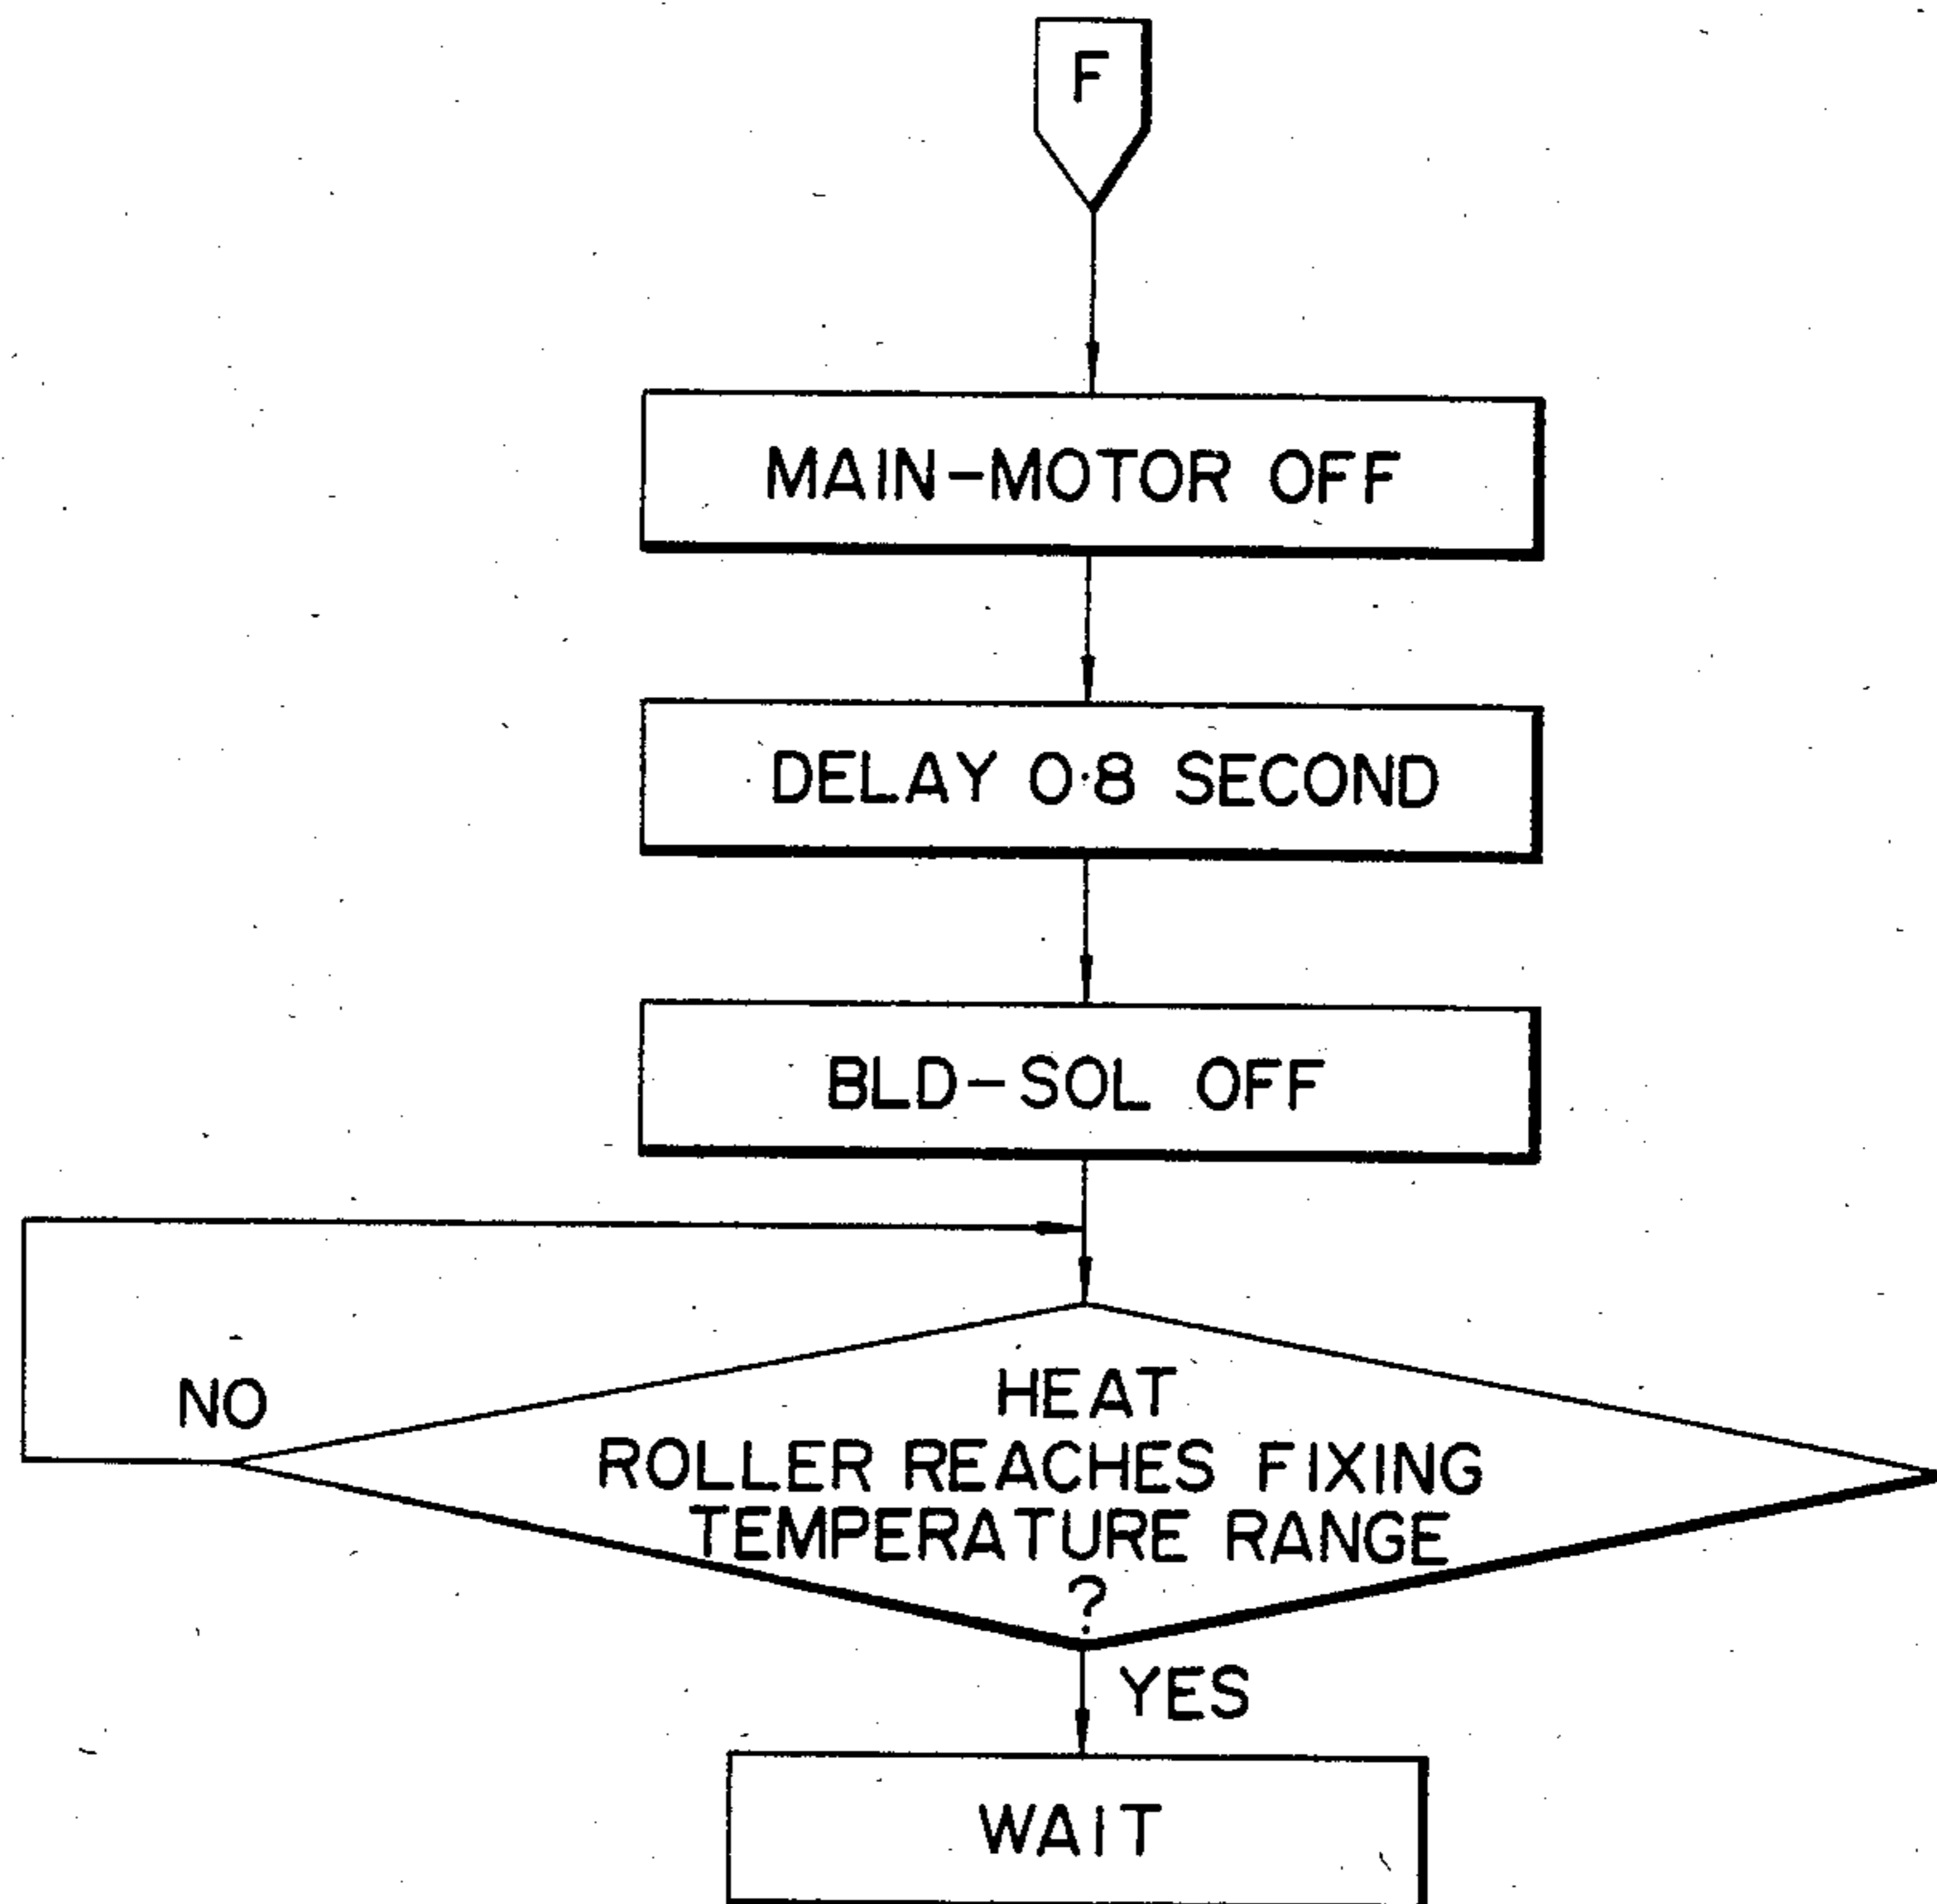 F
MAIN-MOTOR OFF
DELAY 0.8 SECOND
BLD-SOL OFF
NO
HEAT
ROLLER REACHES FIXING
TEMPERATURE RANGE
?
YES
WAIT